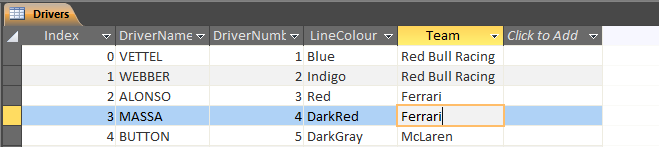 Drivers
Index DriverName DriverNumb LineColour Team Click to Add
0 VETTEL 1 Blue Red Bull Racing
1 WEBBER 2 Indigo Red Bull Racing
2 ALONSO 3 Red Ferrari
3 MASSA 4 DarkRed Ferrari
4 BUTTON 5 DarkGray McLaren